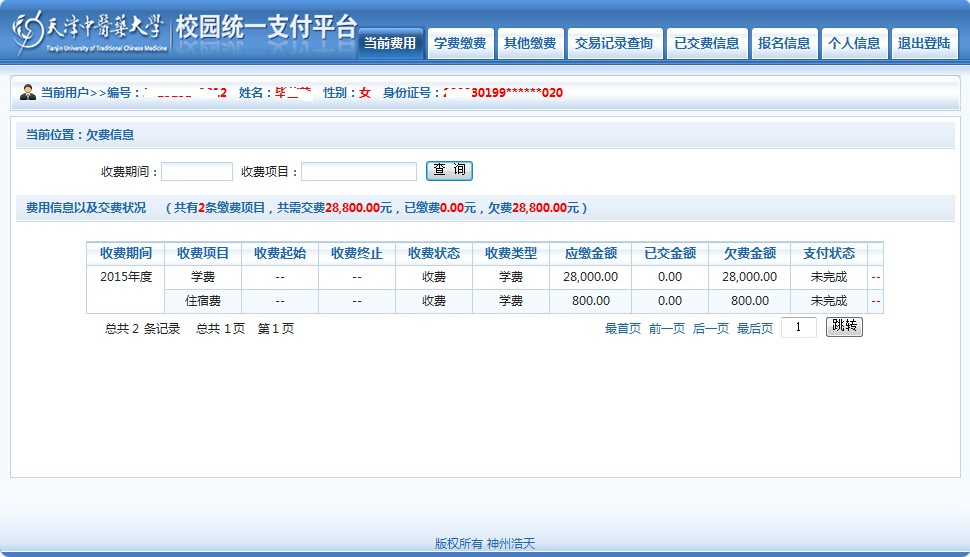 天津中医药大学 校园统一支付平台
Tianjin University of Traditional Chinese Medicine
当前费用 学费缴费 其他缴费 交易记录查询 已交费信息 报名信息 个人信息 退出登陆
当前用户>>编号： 姓名： 性别：女 身份证号：30199******020
当前位置：欠费信息
收费期间： 收费项目： 查 询
费用信息以及交费状况 （共有2条缴费项目，共需交费28,800.00元，已缴费0.00元，欠费28,800.00元）
收费期间 收费项目 收费起始 收费终止 收费状态 收费类型 应缴金额 已交金额 欠费金额 支付状态
2015年度 学费 -- -- 收费 学费 28,000.00 0.00 28,000.00 未完成 --
住宿费 -- -- 收费 学费 800.00 0.00 800.00 未完成 --
总共 2 条记录 总共 1 页 第 1 页 最首页 前一页 后一页 最后页 1 跳转
版权所有 神州浩天